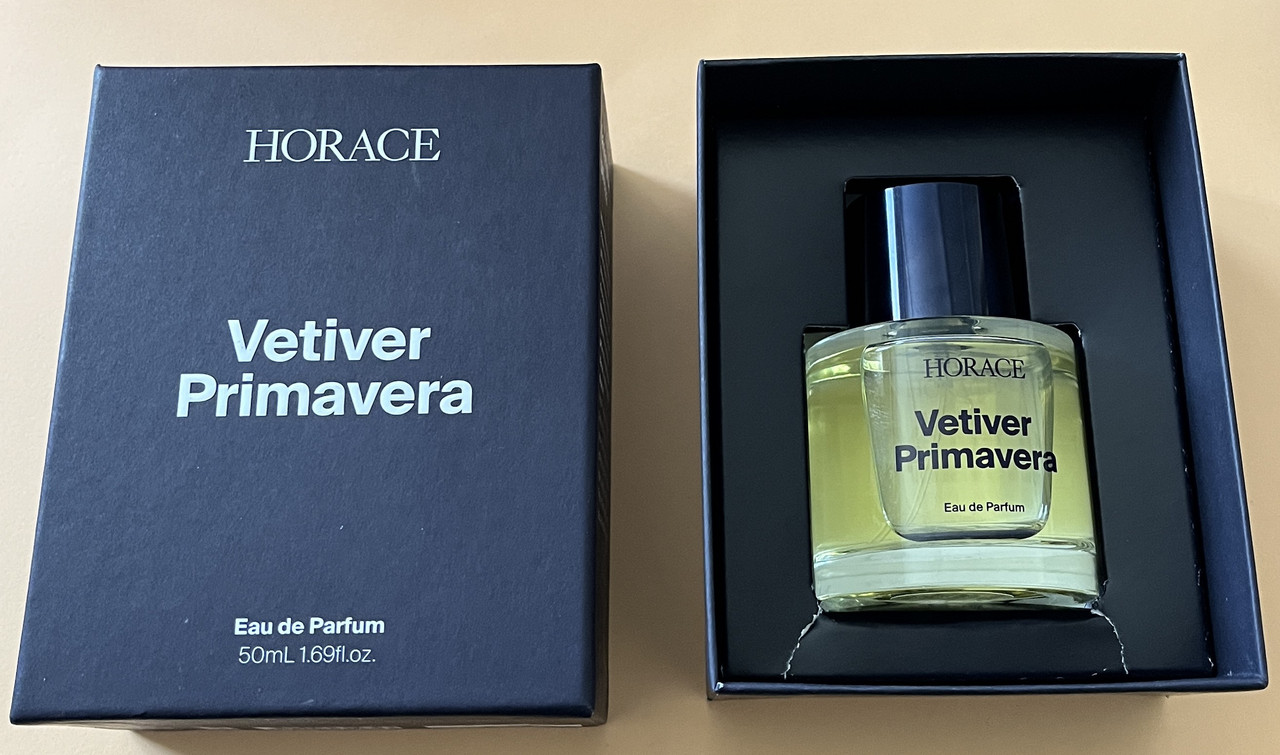 HORACE
Vetiver
Primavera
Eau de Parfum
50mL 1.69fl.oz.
HORACE
Vetiver
Primavera
Eau de Parfum